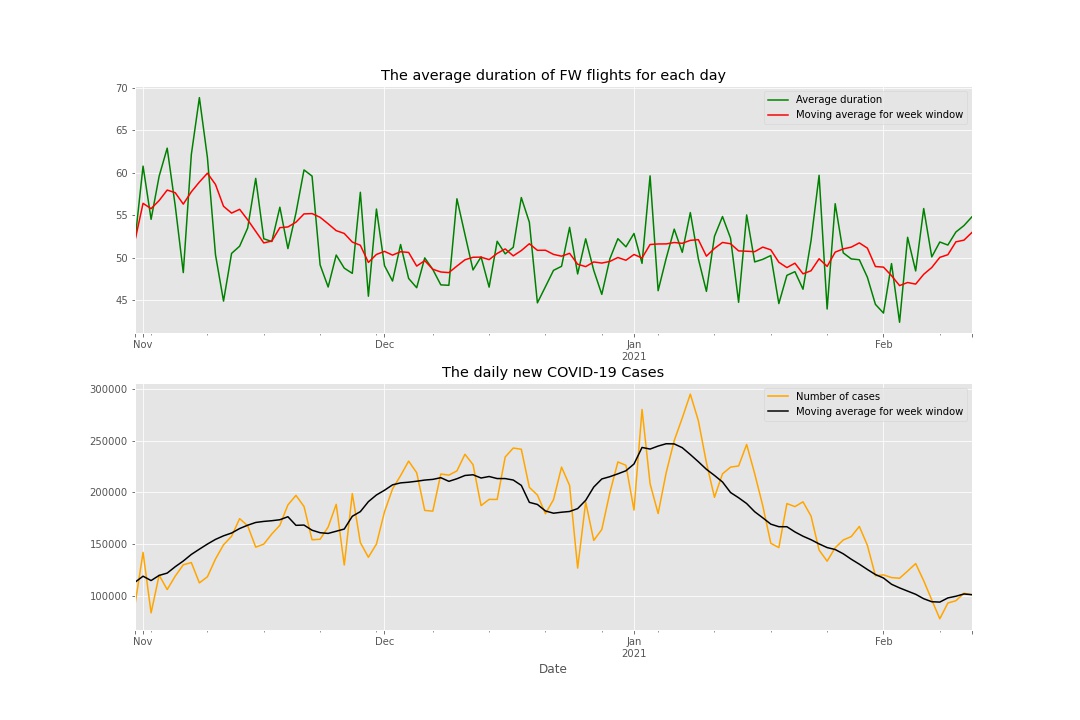 The average duration of FW flights for each day
70
65
60
55
50
45
Average duration
Moving average for week window
Nov
Dec
Jan
2021
Feb
The daily new COVID-19 Cases
300000
250000
200000
150000
100000
Number of cases
Moving average for week window
Nov
Dec
Jan
2021
Feb
Date